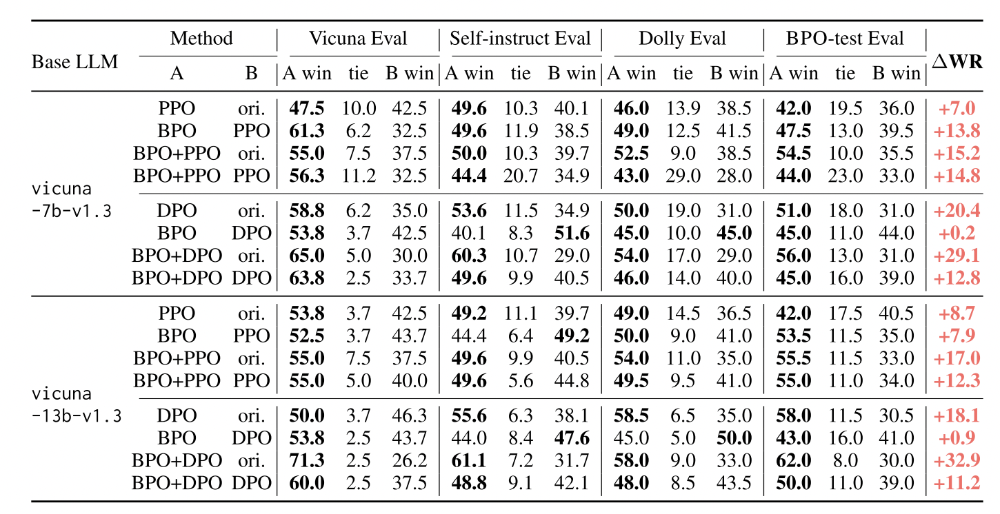 Method Vicuna Eval Self-instruct Eval Dolly Eval BPO-test Eval
Base LLM ΔWR
A B A win tie B win A win tie B win A win tie B win A win tie B win
PPO ori. 47.5 10.0 42.5 49.6 10.3 40.1 46.0 13.9 38.5 42.0 19.5 36.0 +7.0
BPO PPO 61.3 6.2 32.5 49.6 11.9 38.5 49.0 12.5 41.5 47.5 13.0 39.5 +13.8
BPO+PPO ori. 55.0 7.5 37.5 50.0 10.3 39.7 52.5 9.0 38.5 54.5 10.0 35.5 +15.2
BPO+PPO PPO 56.3 11.2 32.5 44.4 20.7 34.9 43.0 29.0 28.0 44.0 23.0 33.0 +14.8
vicuna
-7b-v1.3
DPO ori. 58.8 6.2 35.0 53.6 11.5 34.9 50.0 19.0 31.0 51.0 18.0 31.0 +20.4
BPO DPO 53.8 3.7 42.5 40.1 8.3 51.6 45.0 10.0 45.0 45.0 11.0 44.0 +0.2
BPO+DPO ori. 65.0 5.0 30.0 60.3 10.7 29.0 54.0 17.0 29.0 56.0 13.0 31.0 +29.1
BPO+DPO DPO 63.8 2.5 33.7 49.6 9.9 40.5 46.0 14.0 40.0 45.0 16.0 39.0 +12.8
PPO ori. 53.8 3.7 42.5 49.2 11.1 39.7 49.0 14.5 36.5 42.0 17.5 40.5 +8.7
BPO PPO 52.5 3.7 43.7 44.4 6.4 49.2 50.0 9.0 41.0 53.5 11.5 35.0 +7.9
BPO+PPO ori. 55.0 7.5 37.5 49.6 9.9 40.5 54.0 11.0 35.0 55.5 11.5 33.0 +17.0
BPO+PPO PPO 55.0 5.0 40.0 49.6 5.6 44.8 49.5 9.5 41.0 55.0 11.0 34.0 +12.3
vicuna
-13b-v1.3
DPO ori. 50.0 3.7 46.3 55.6 6.3 38.1 58.5 6.5 35.0 58.0 11.5 30.5 +18.1
BPO DPO 53.8 2.5 43.7 44.0 8.4 47.6 45.0 5.0 50.0 43.0 16.0 41.0 +0.9
BPO+DPO ori. 71.3 2.5 26.2 61.1 7.2 31.7 58.0 9.0 33.0 62.0 8.0 30.0 +32.9
BPO+DPO DPO 60.0 2.5 37.5 48.8 9.1 42.1 48.0 8.5 43.5 50.0 11.0 39.0 +11.2